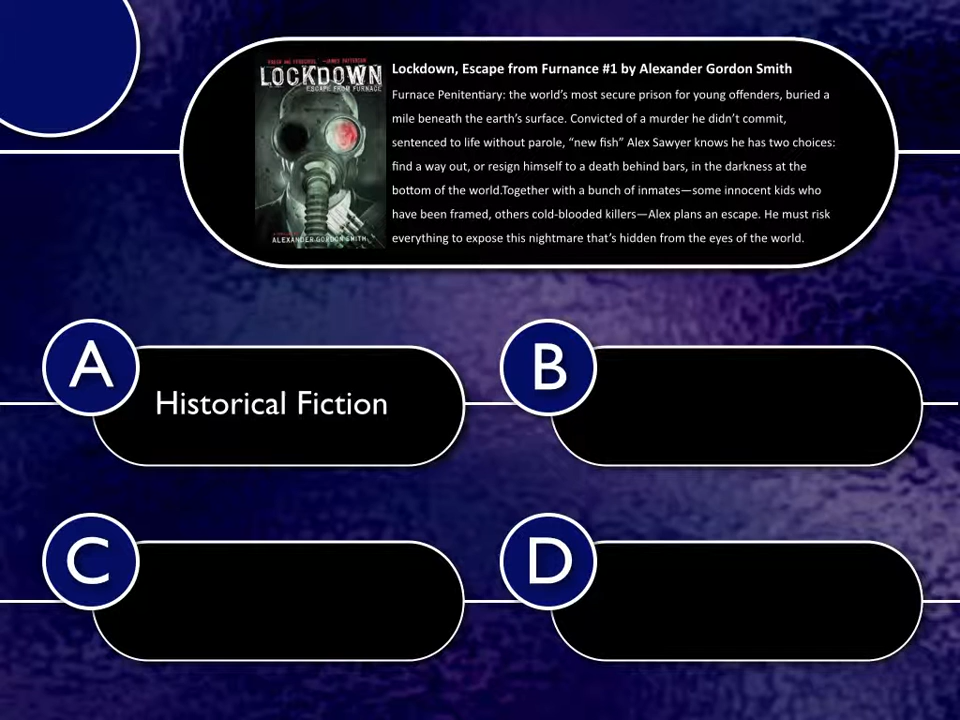 "FRESH AND FEROCIOUS." —JAMES PATTERSON
LOCKDOWN
ESCAPE FROM FURNACE
ALEXANDER GORDON SMITH
Lockdown, Escape from Furnance #1 by Alexander Gordon Smith
Furnace Penitentiary: the world’s most secure prison for young offenders, buried a
mile beneath the earth’s surface. Convicted of a murder he didn’t commit,
sentenced to life without parole, “new fish” Alex Sawyer knows he has two choices:
find a way out, or resign himself to a death behind bars, in the darkness at the
bottom of the world.Together with a bunch of inmates—some innocent kids who
have been framed, others cold-blooded killers—Alex plans an escape. He must risk
everything to expose this nightmare that’s hidden from the eyes of the world.
A
Historical Fiction
B
C
D